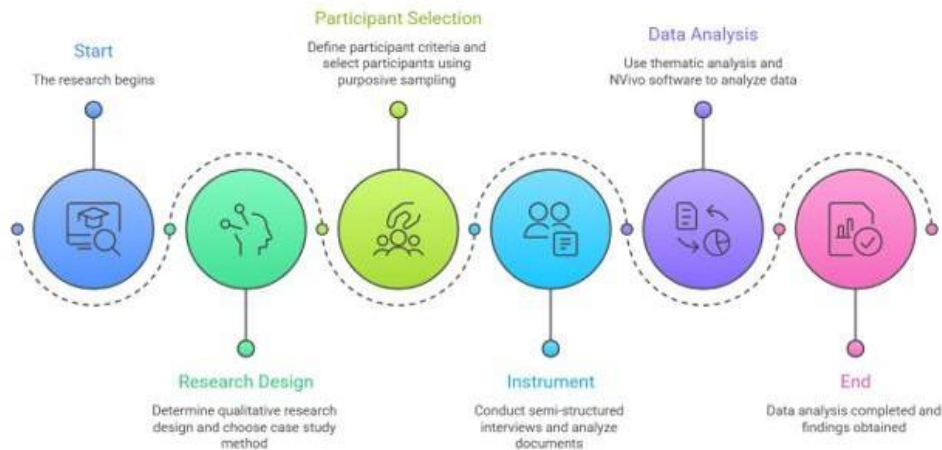 Start
The research begins
Research Design
Determine qualitative research
design and choose case study
method
Participant Selection
Define participant criteria and
select participants using
purposive sampling
Instrument
Conduct semi-structured
interviews and analyze
documents
Data Analysis
Use thematic analysis and
NVivo software to analyze data
End
Data analysis completed and
findings obtained